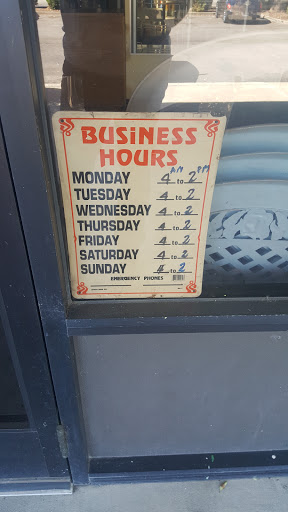 BUSINESS
HOURS
MONDAY 4 AM to 2 PM
TUESDAY 4 to 2
WEDNESDAY 4 to 2
THURSDAY 4 to 2
FRIDAY 4 to 2
SATURDAY 4 to 2
SUNDAY 4 to 2
EMERGENCY PHONES